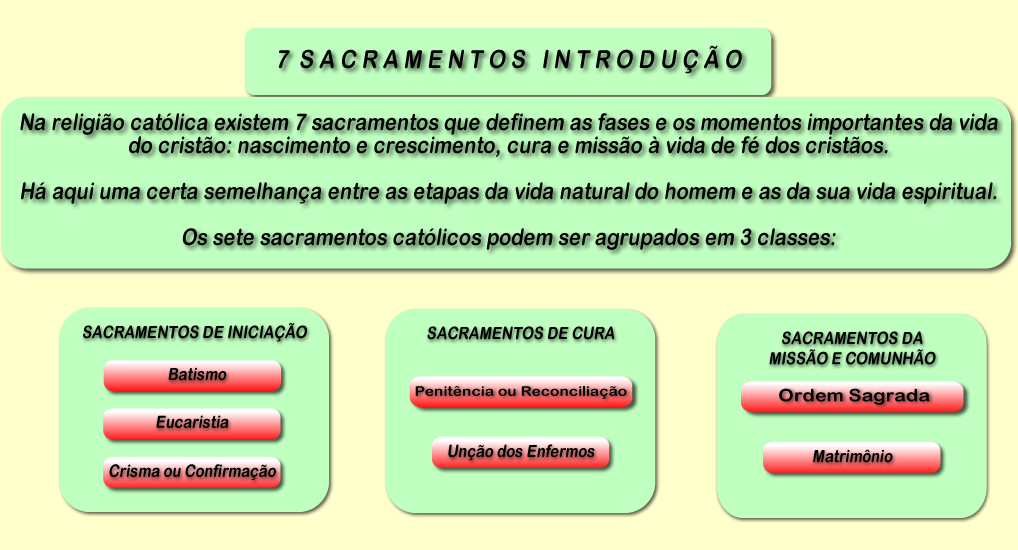 7 SACRAMENTOS INTRODUÇÃO
Na religião católica existem 7 sacramentos que definem as fases e os momentos importantes da vida
do cristão: nascimento e crescimento, cura e missão à vida de fé dos cristãos.
Há aqui uma certa semelhança entre as etapas da vida natural do homem e as da sua vida espiritual.
Os sete sacramentos católicos podem ser agrupados em 3 classes:
SACRAMENTOS DE INICIAÇÃO
Batismo
Eucaristia
Crisma ou Confirmação
SACRAMENTOS DE CURA
Penitência ou Reconciliação
Unção dos Enfermos
SACRAMENTOS DA
MISSÃO E COMUNHÃO
Ordem Sagrada
Matrimônio